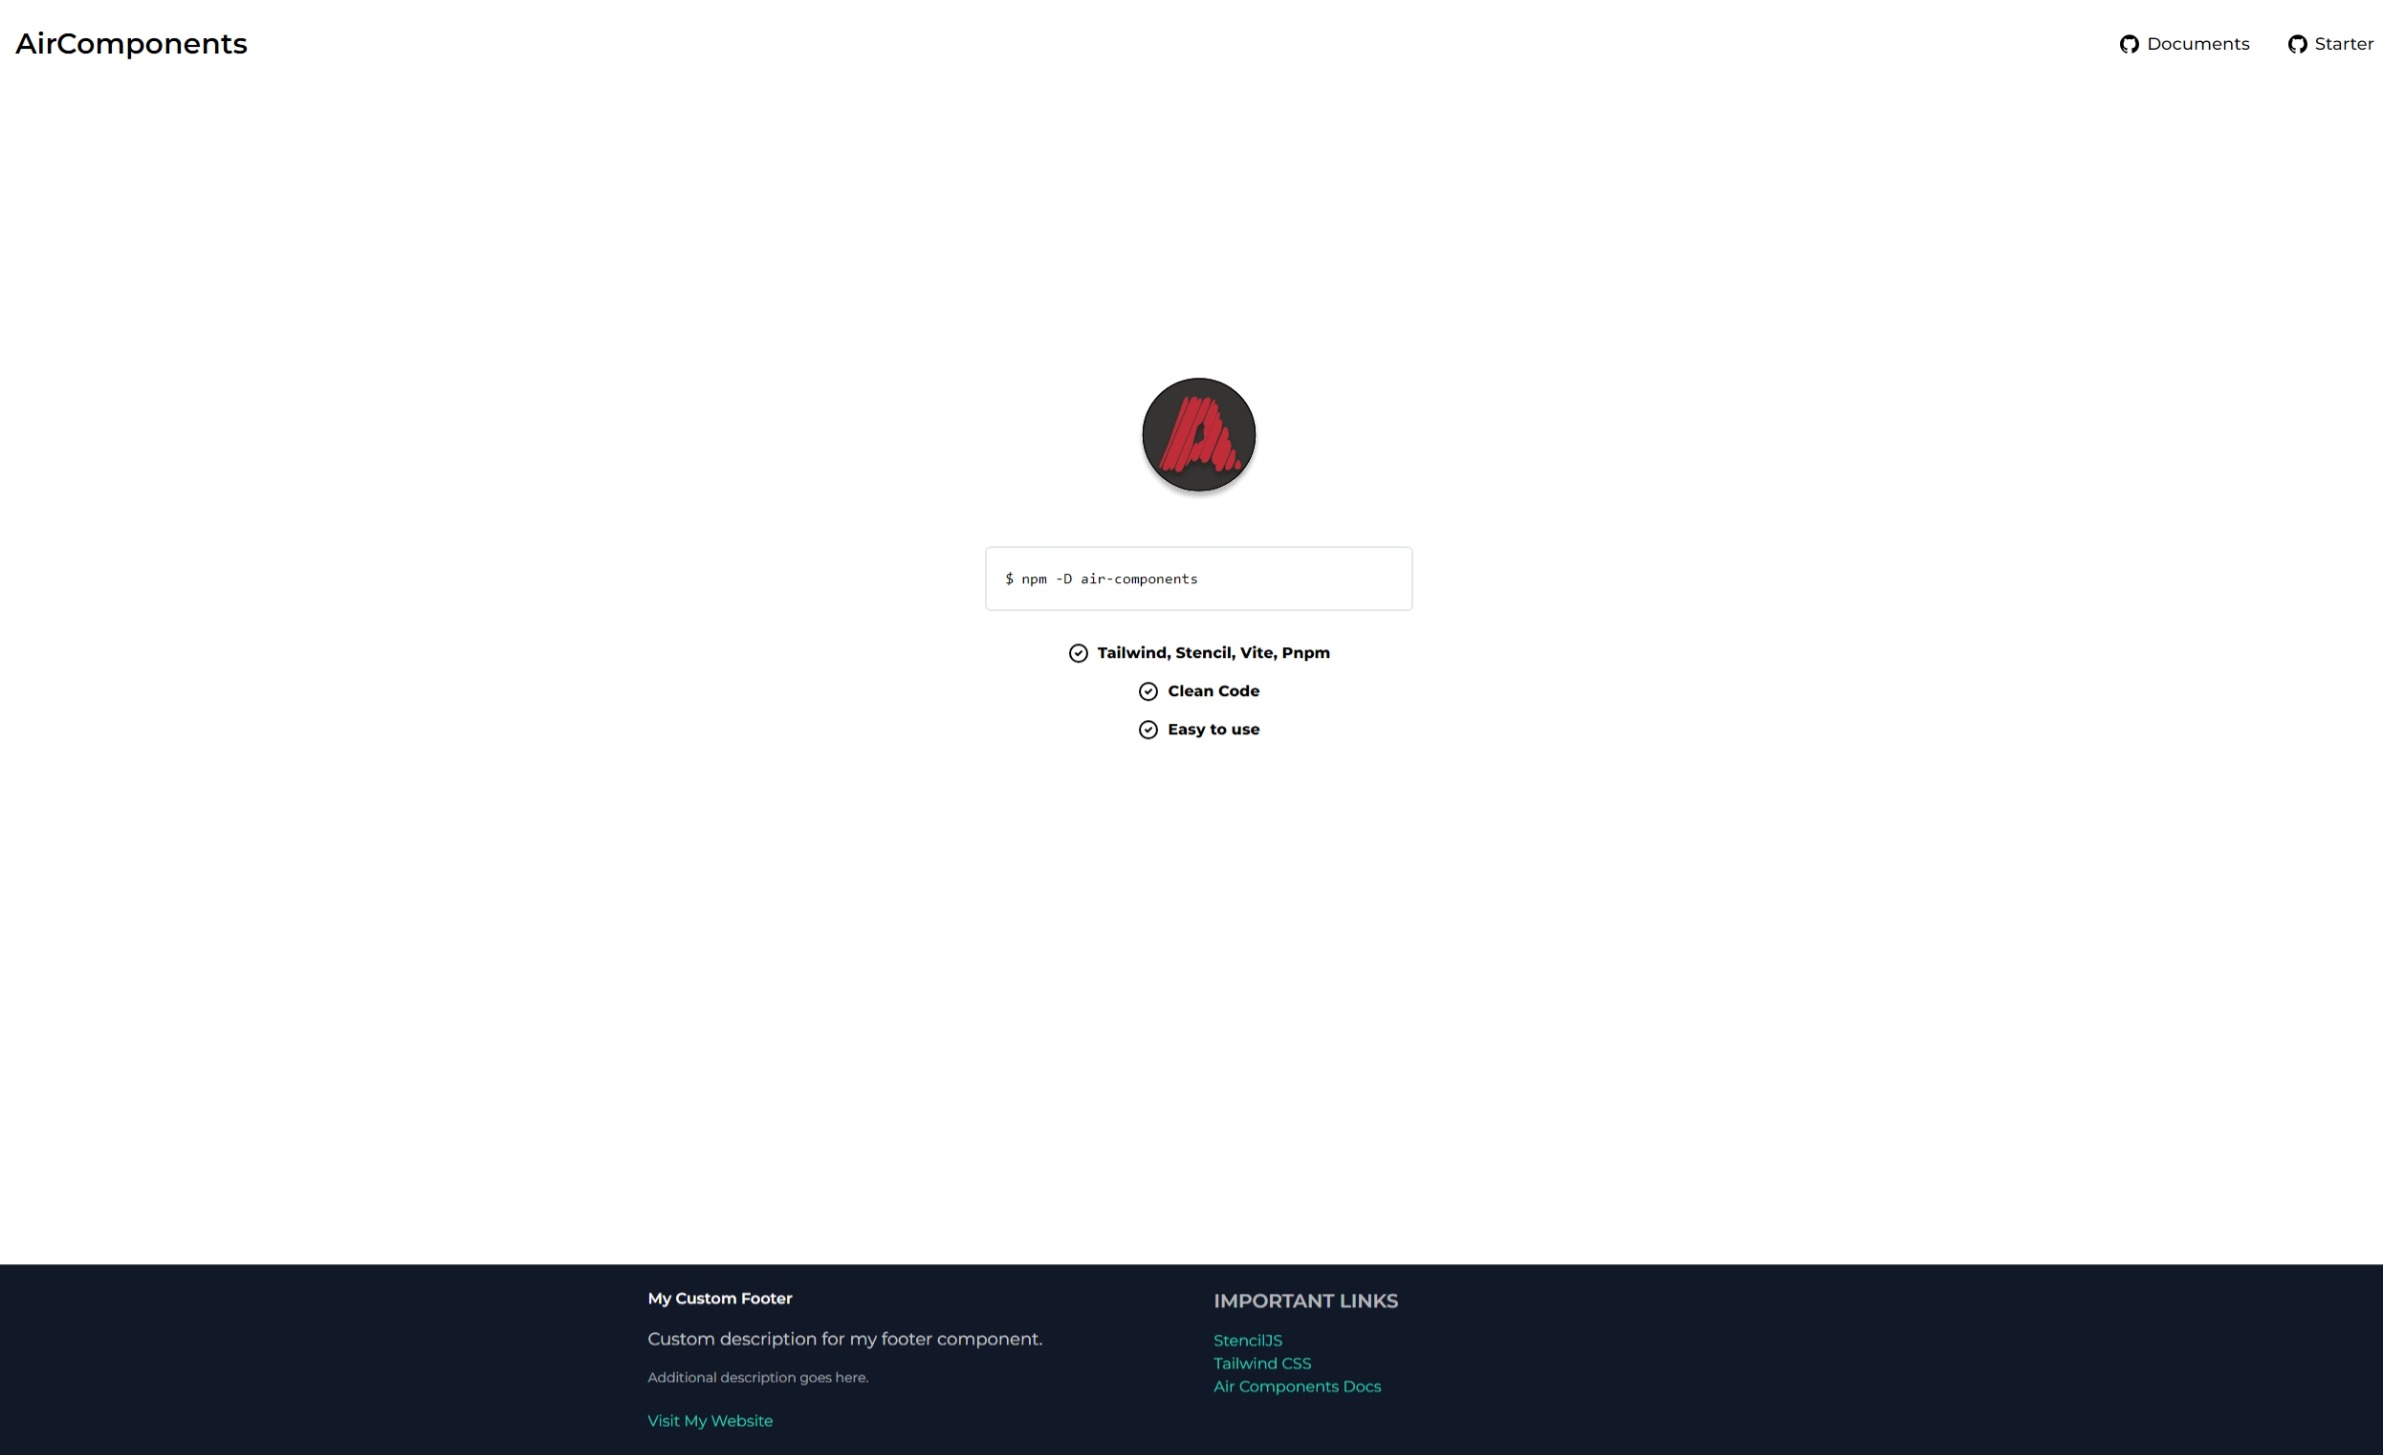 AirComponents
Documents
Starter
A.
$ npm -D air-components
Tailwind, Stencil, Vite, Pnpm
Clean Code
Easy to use
My Custom Footer
Custom description for my footer component.
Additional description goes here.
Visit My Website
IMPORTANT LINKS
StencilJS
Tailwind CSS
Air Components Docs